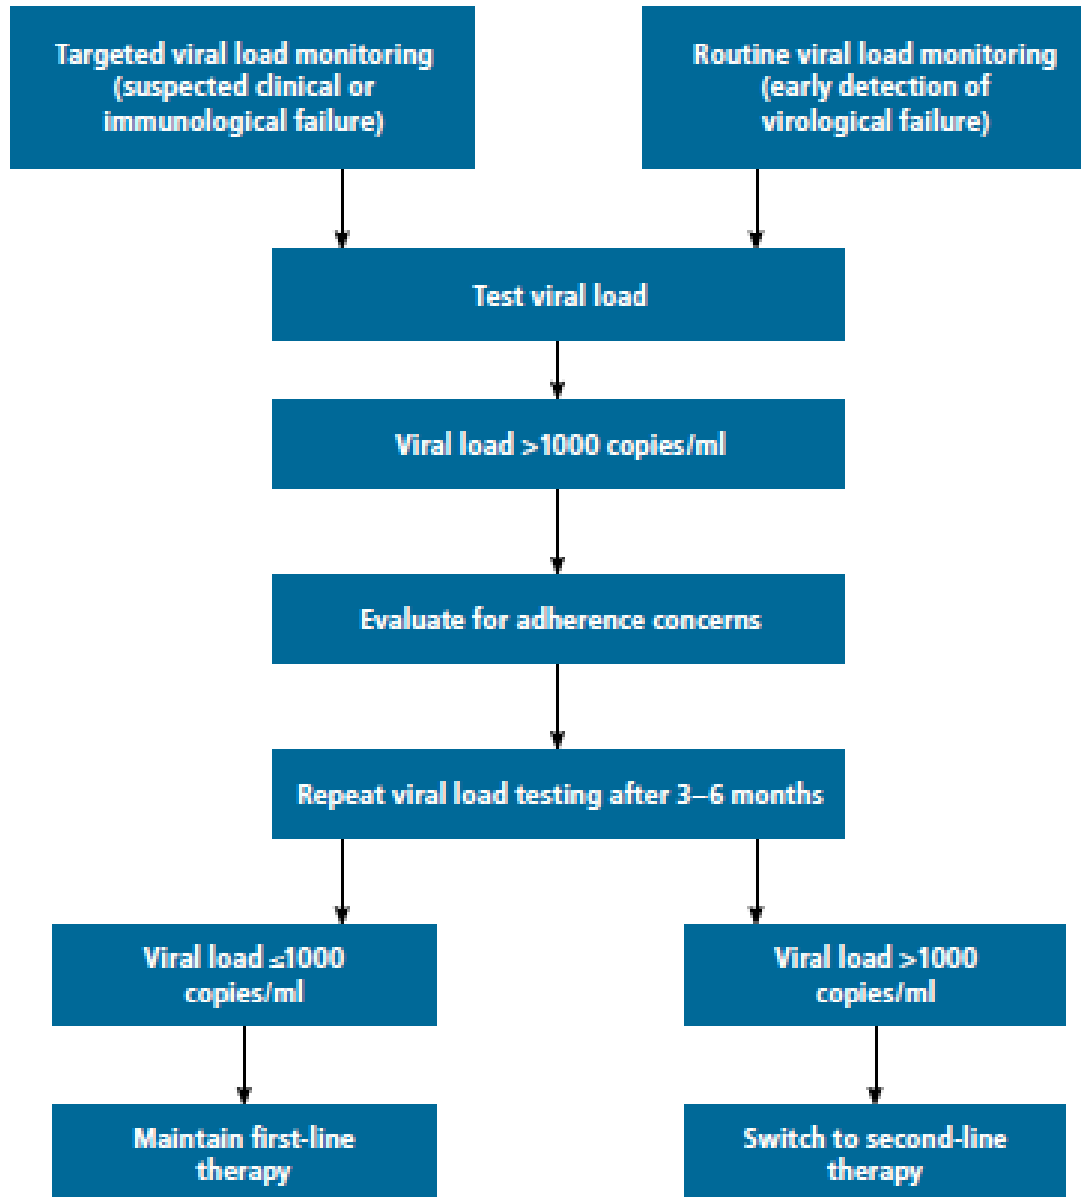 Targeted viral load monitoring
(suspected clinical or
immunological failure)
Routine viral load monitoring
(early detection of
virological failure)
Test viral load
Viral load >1000 copies/ml
Evaluate for adherence concerns
Repeat viral load testing after 3–6 months
Viral load ≤1000
copies/ml
Viral load >1000
copies/ml
Maintain first-line
therapy
Switch to second-line
therapy